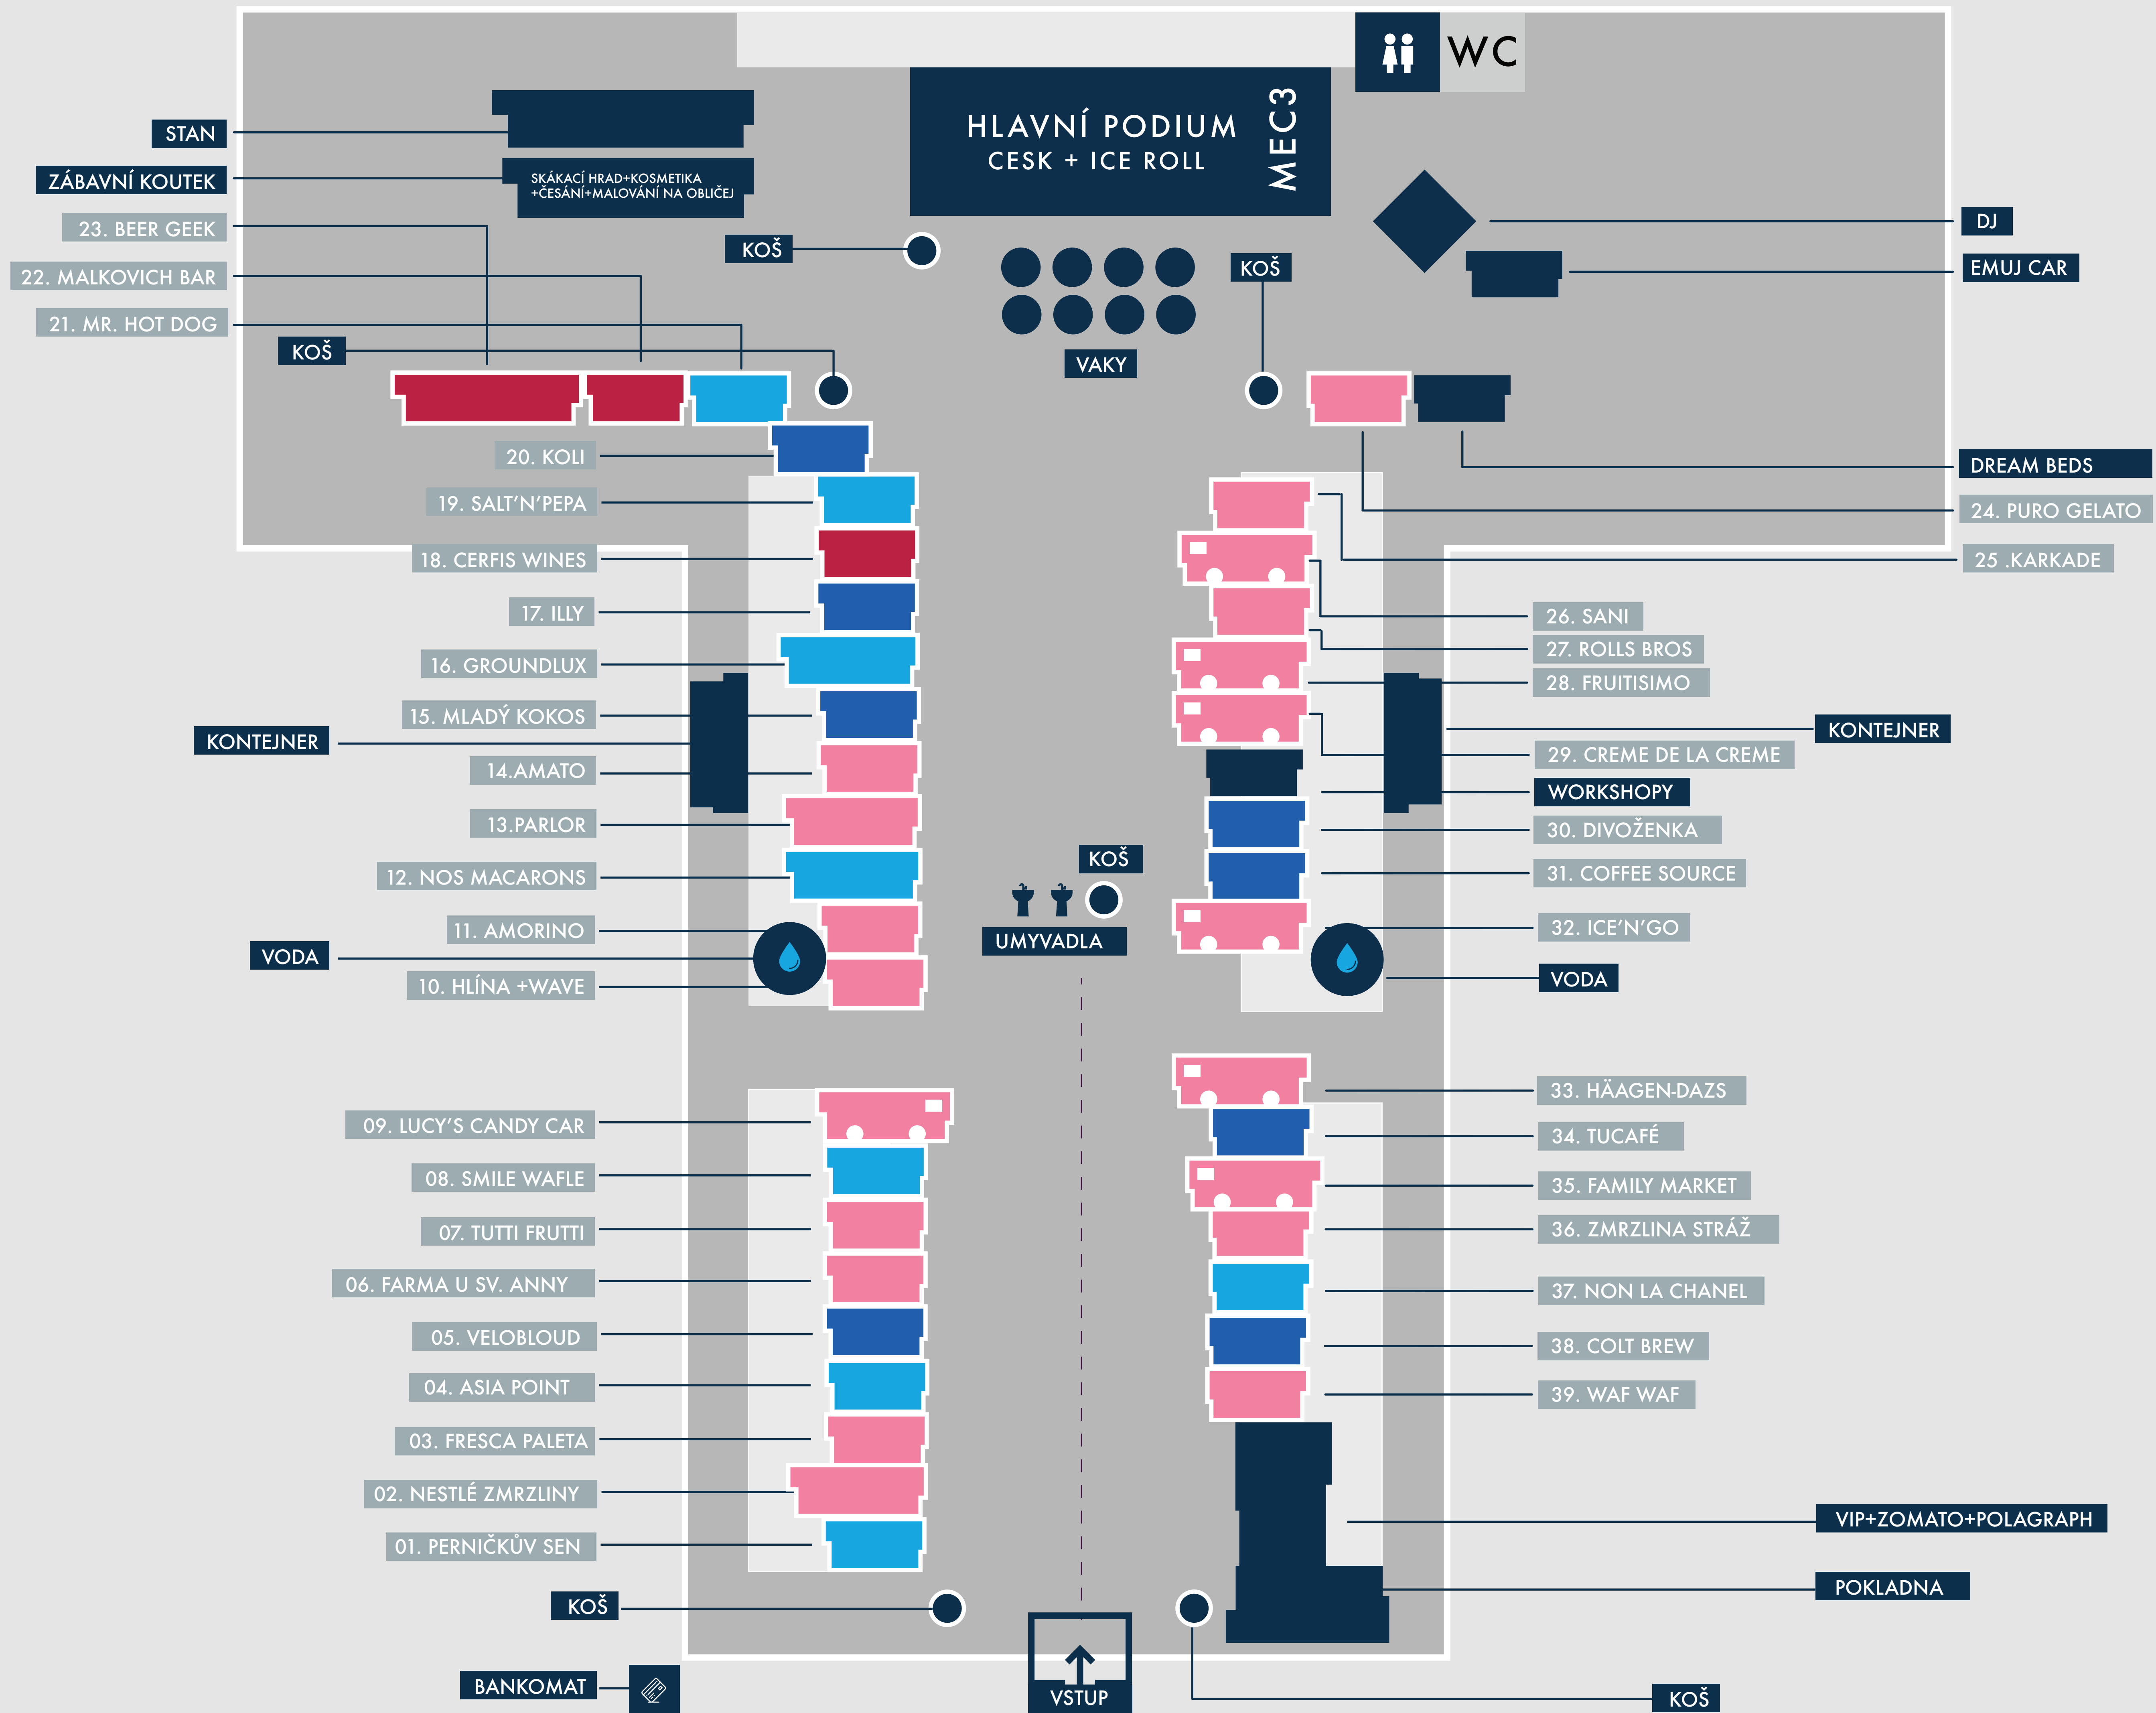 WC
HLAVNÍ PODIUM
CESK + ICE ROLL
MEC3
STAN
ZÁBAVNÍ KOUTEK
SKÁKACÍ HRAD+KOSMETIKA
+ČESÁNÍ+MALOVÁNÍ NA OBLIČEJ
23. BEER GEEK
22. MALKOVICH BAR
21. MR. HOT DOG
KOŠ
KOŠ
KOŠ
VAKY
DJ
EMUJ CAR
20. KOLI
19. SALT’N’PEPA
18. CERFIS WINES
17. ILLY
16. GROUNDLUX
15. MLADÝ KOKOS
KONTEJNER
14.AMATO
13.PARLOR
12. NOS MACARONS
11. AMORINO
VODA
10. HLÍNA +WAVE
KOŠ
UMYVADLA
DREAM BEDS
24. PURO GELATO
25 .KARKADE
26. SANI
27. ROLLS BROS
28. FRUITISIMO
KONTEJNER
29. CREME DE LA CREME
WORKSHOPY
30. DIVOŽENKA
31. COFFEE SOURCE
32. ICE’N’GO
VODA
09. LUCY’S CANDY CAR
08. SMILE WAFLE
07. TUTTI FRUTTI
06. FARMA U SV. ANNY
05. VELOBLOUD
04. ASIA POINT
03. FRESCA PALETA
02. NESTLÉ ZMRZLINY
01. PERNIČKŮV SEN
KOŠ
BANKOMAT
VSTUP
33. HÄAGEN-DAZS
34. TUCAFÉ
35. FAMILY MARKET
36. ZMRZLINA STRÁŽ
37. NON LA CHANEL
38. COLT BREW
39. WAF WAF
VIP+ZOMATO+POLAGRAPH
POKLADNA
KOŠ